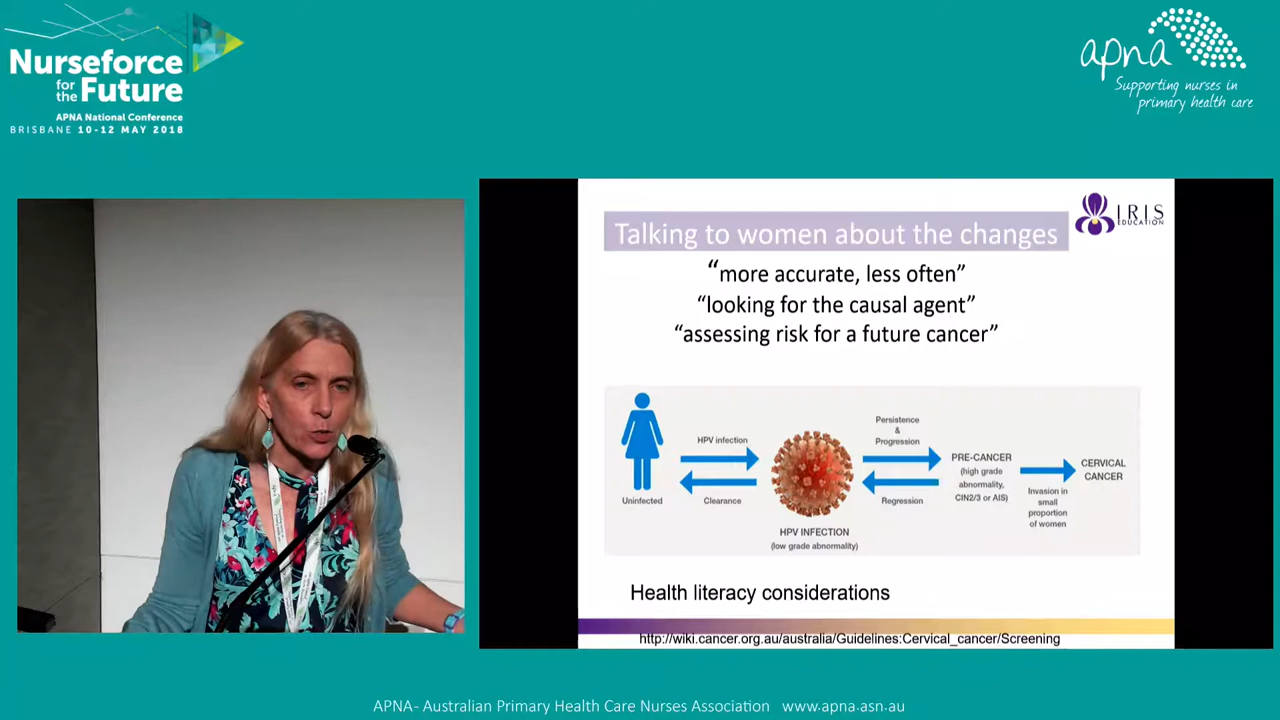 Nurseforce
for the
Future
APNA National Conference
BRISBANE 10-12 MAY 2018
apna
Supporting nurses in
primary health care
Talking to women about the changes
IRIS
EDUCATION
“more accurate, less often”
“looking for the causal agent”
“assessing risk for a future cancer”
Uninfected
HPV infection
Clearance
HPV INFECTION
(low grade abnormality)
Persistence
&
Progression
Regression
PRE-CANCER
(high grade
abnormality,
CIN2/3 or AIS)
Invasion in
small
proportion
of women
CERVICAL
CANCER
Health literacy considerations
http://wiki.cancer.org.au/australia/Guidelines:Cervical_cancer/Screening
APNA- Australian Primary Health Care Nurses Association www.apna.asn.au